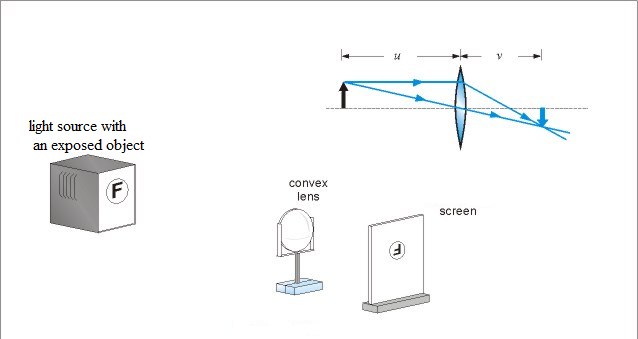 u
v
light source with
an exposed object
F
convex
lens
screen
F